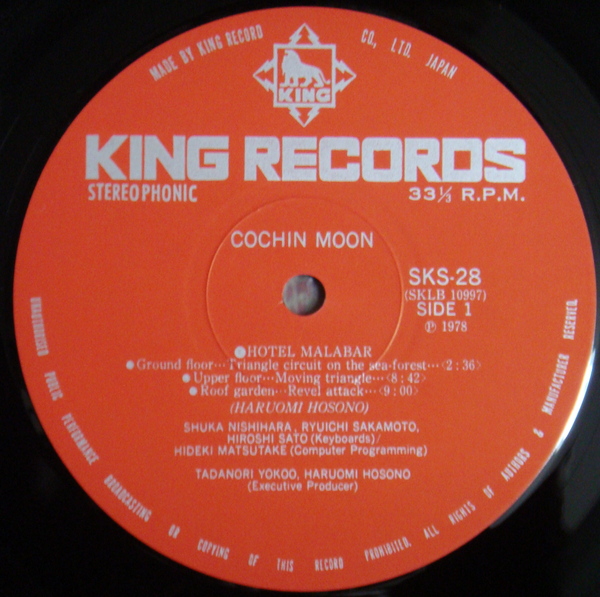 MADE BY KING RECORD CO., LTD. JAPAN
KING
KING RECORDS
STEREOPHONIC 33⅓ R.P.M.
COCHIN MOON
SKS-28
(SKLB 10997)
SIDE 1
℗ 1978
●HOTEL MALABAR
●Ground floor…Triangle circuit on the sea-forest…<2:36>
●Upper floor…Moving triangle…<8:42>
●Roof garden…Revel attack…<9:00>
(HARUOMI HOSONO)
SHUKA NISHIHARA, RYUICHI SAKAMOTO,
HIROSHI SATO (Keyboards)/
HIDEKI MATSUTAKE (Computer Programming)
TADANORI YOKOO, HARUOMI HOSONO
(Executive Producer)
UNAUTHORIZED PUBLIC PERFORMANCE BROADCASTING OR COPYING OF THIS RECORD PROHIBITED. ALL RIGHTS OF AUTHORS & MANUFACTURER RESERVED.